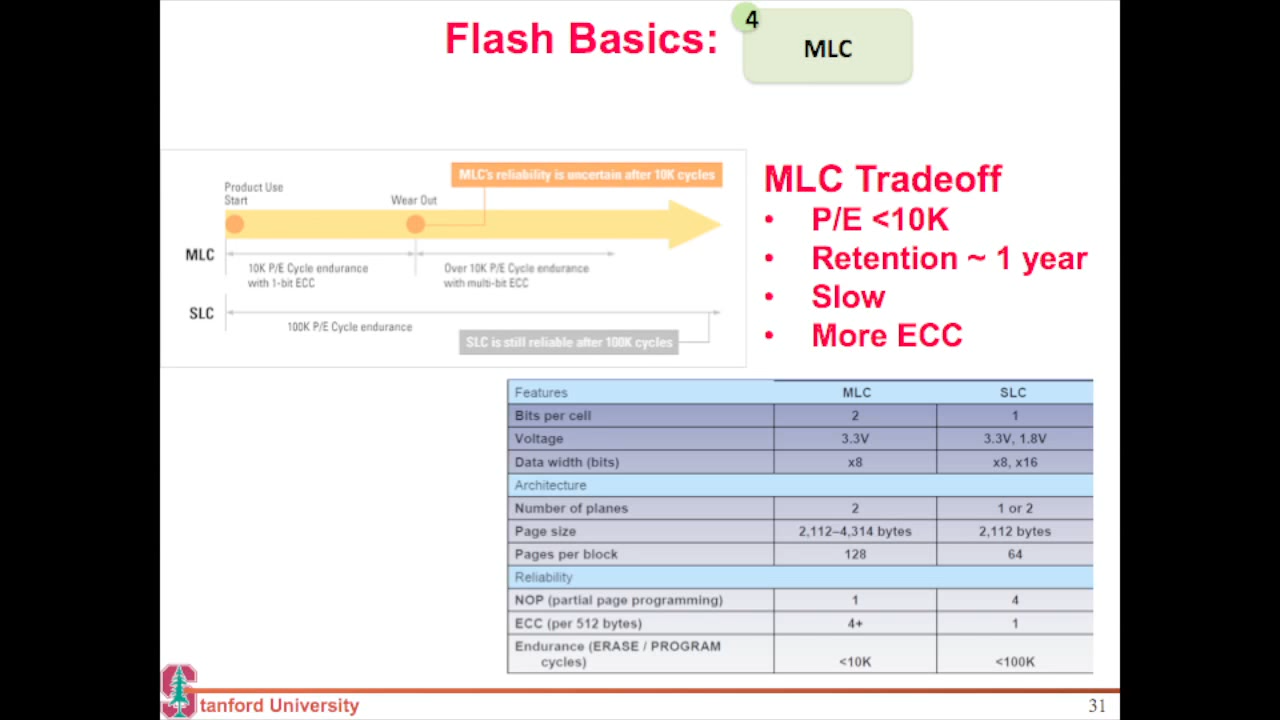 Flash Basics:
4
MLC
MLC's reliability is uncertain after 10K cycles
Product Use
Start
Wear Out
MLC
10K P/E Cycle endurance
with 1-bit ECC
Over 10K P/E Cycle endurance
with multi-bit ECC
SLC
100K P/E Cycle endurance
SLC is still reliable after 100K cycles
MLC Tradeoff
• P/E <10K
• Retention ~ 1 year
• Slow
• More ECC
Features MLC SLC
Bits per cell 2 1
Voltage 3.3V 3.3V, 1.8V
Data width (bits) x8 x8, x16
Architecture
Number of planes 2 1 or 2
Page size 2,112–4,314 bytes 2,112 bytes
Pages per block 128 64
Reliability
NOP (partial page programming) 1 4
ECC (per 512 bytes) 4+ 1
Endurance (ERASE / PROGRAM
cycles) <10K <100K
Stanford University
31